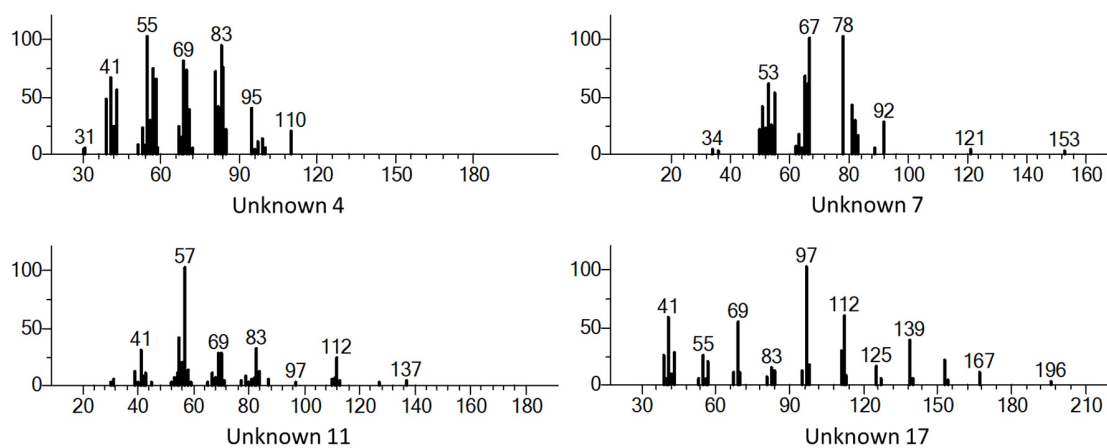 100 50 0
31 41 55 69 83 95 110
30 60 90 120 150 180
Unknown 4
100 50 0
34 53 67 78 92 121 153
20 40 60 80 100 120 140 160
Unknown 7
100 50 0
41 57 69 83 97 112 137
20 40 60 80 100 120 140 160 180
Unknown 11
100 50 0
41 55 69 83 97 112 125 139 167 196
30 60 90 120 150 180 210
Unknown 17